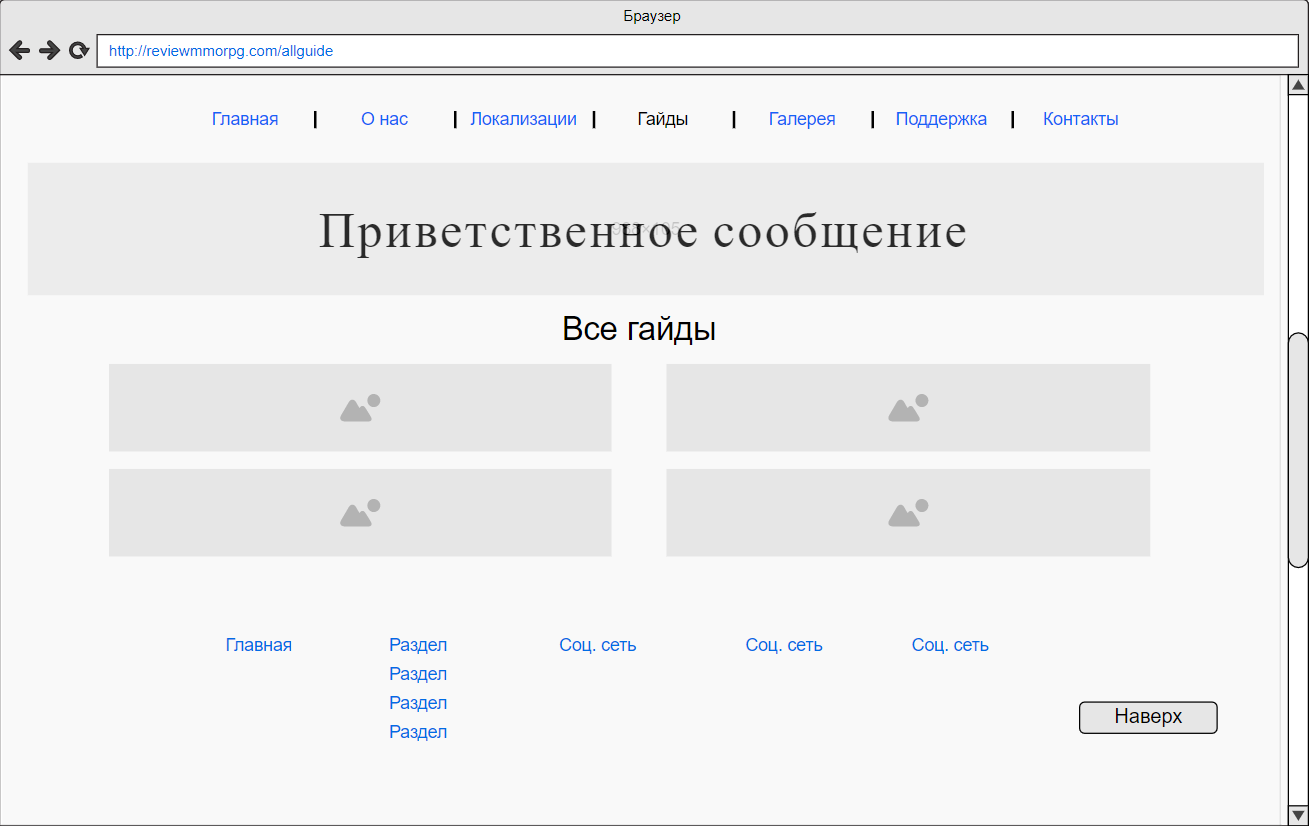 Браузер
http://reviewmmorpg.com/allguide
Главная | О нас | Локализации | Гайды | Галерея | Поддержка | Контакты
Приветственное сообщение
Все гайды
Главная Раздел Соц. сеть Соц. сеть Соц. сеть
Раздел
Раздел
Раздел
Наверх